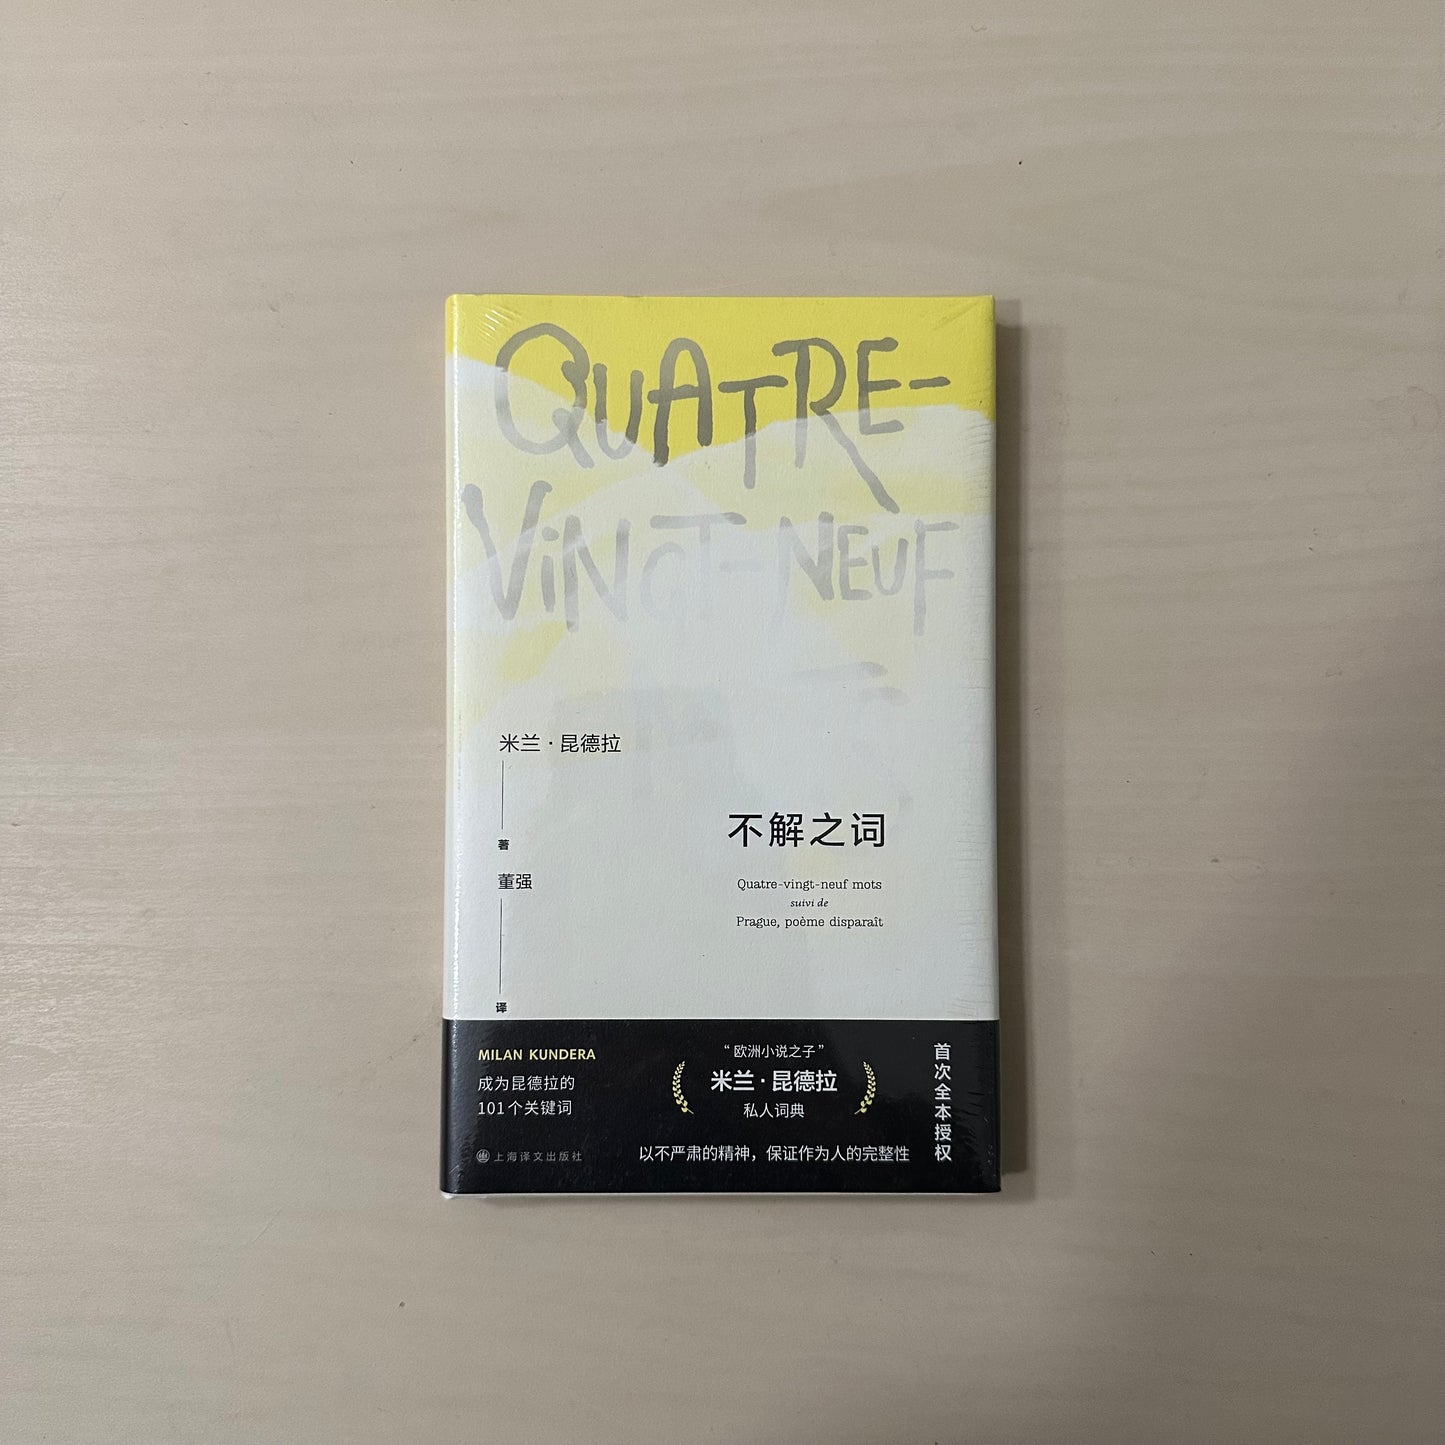 QUATRE-
ViNGT-NEUF
米兰·昆德拉
著
董强
译
不解之词
Quatre-vingt-neuf mots
suivi de
Prague, poème disparaît
MILAN KUNDERA
成为昆德拉的
101个关键词
上海译文出版社
“欧洲小说之子”
米兰·昆德拉
私人词典
以不严肃的精神，保证作为人的完整性
首次全本授权